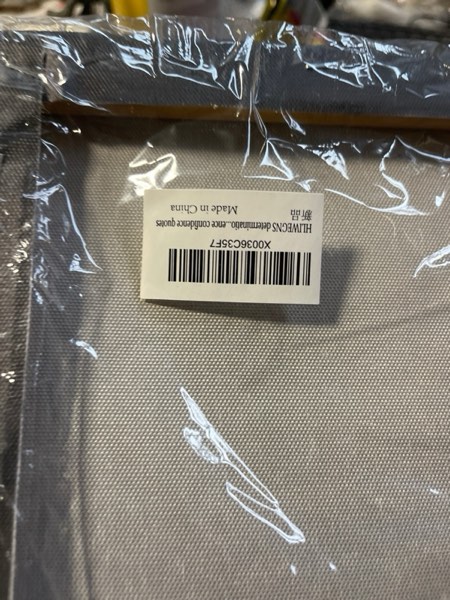 X0036C35F7
HLIWEGNS determinatio...ence confidence quotes
新品
Made in China